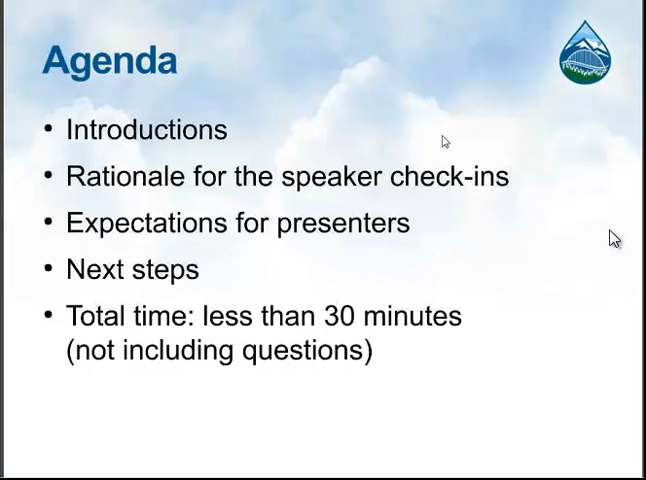 Agenda
• Introductions
• Rationale for the speaker check-ins
• Expectations for presenters
• Next steps
• Total time: less than 30 minutes
(not including questions)